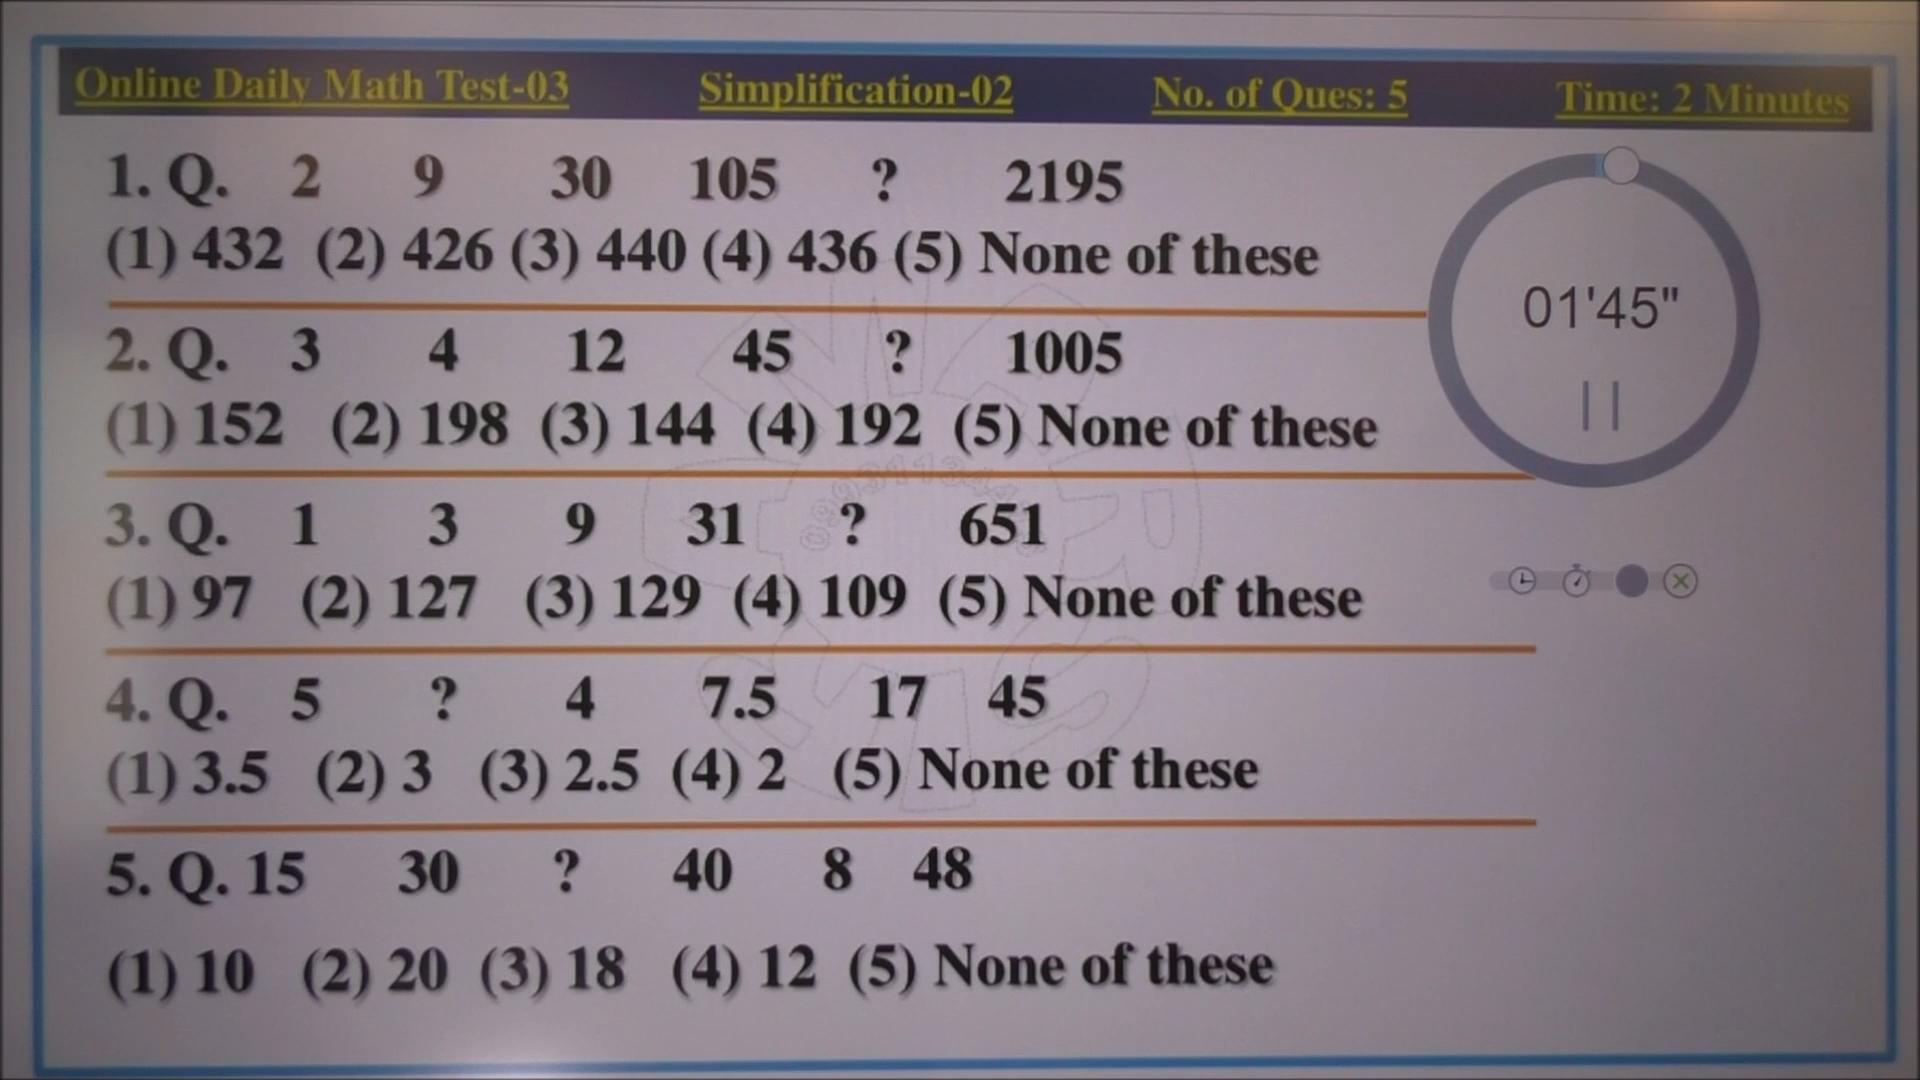 Online Daily Math Test-03 Simplification-02 No. of Ques: 5 Time: 2 Minutes
1. Q. 2 9 30 105 ? 2195
(1) 432 (2) 426 (3) 440 (4) 436 (5) None of these
01'45"
2. Q. 3 4 12 45 ? 1005
(1) 152 (2) 198 (3) 144 (4) 192 (5) None of these
3. Q. 1 3 9 31 ? 651
(1) 97 (2) 127 (3) 129 (4) 109 (5) None of these
4. Q. 5 ? 4 7.5 17 45
(1) 3.5 (2) 3 (3) 2.5 (4) 2 (5) None of these
5. Q. 15 30 ? 40 8 48
(1) 10 (2) 20 (3) 18 (4) 12 (5) None of these